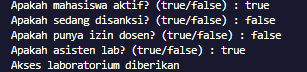 Apakah mahasiswa aktif? (true/false) : true
Apakah sedang disanksi? (true/false) : false
Apakah punya izin dosen? (true/false) : false
Apakah asisten lab? (true/false) : true
Akses laboratorium diberikan